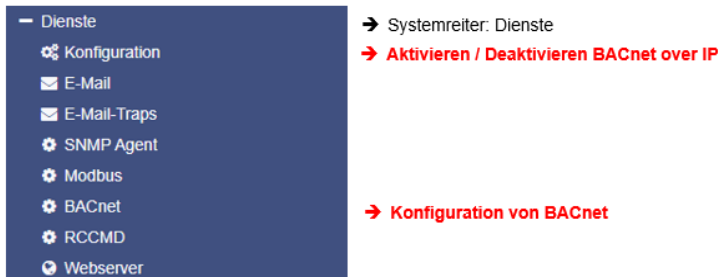 − Dienste → Systemreiter: Dienste
Konfiguration → Aktivieren / Deaktivieren BACnet over IP
E-Mail
E-Mail-Traps
SNMP Agent
Modbus
BACnet → Konfiguration von BACnet
RCCMD
Webserver